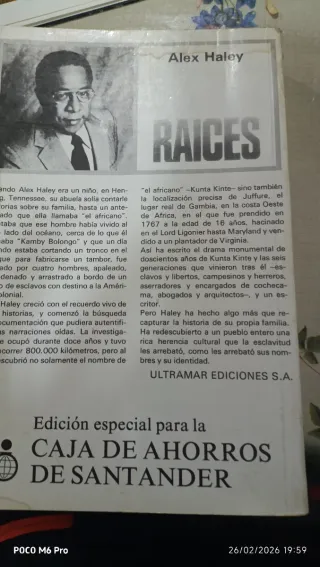 Alex Haley
RAICES
ando Alex Haley era un niño, en Hen-
g, Tennessee, su abuela solía contarle
orias sobre su familia, hasta un ante-
ado que ella llamaba "el africano".
taba que ese hombre había vivido al
lado del océano, cerca de lo que él
aba "Kamby Bolongo" y que un día
ndo estaba cortando un tronco en el
que para fabricarse un tambor, fue
ado por cuatro hombres, apaleado,
denado y arrastrado a bordo de un
o de esclavos con destino a la Améri-
olonial.
Haley creció con el recuerdo vivo de
historias, y comenzó la búsqueda
ocumentación que pudiera autentifi-
s narraciones oídas. La investiga-
e ocupó durante doce años y tuvo
ecorrer 800.000 kilómetros, pero al
escubrió no solamente el nombre de
"el africano" –Kunta Kinte– sino también
la localización precisa de Juffure, el
lugar real de Gambia, en la costa Oeste
de Africa, en el que fue prendido en
1767 a la edad de 16 años, hacinado
en el Lord Ligonier hasta Maryland y ven-
dido a un plantador de Virginia.
Así ha escrito el drama monumental de
doscientos años de Kunta Kinte y las seis
generaciones que vinieron tras él –es-
clavos y libertos, campesinos y herreros,
aserradores y encargados de cocheca-
ma, abogados y arquitectos–, y un es-
critor.
Pero Haley ha hecho algo más que re-
capturar la historia de su propia familia.
Ha redescubierto a un pueblo entero una
rica herencia cultural que la esclavitud
les arrebató, como les arrebató sus nom-
bres y su identidad.
ULTRAMAR EDICIONES S.A.
Edición especial para la
CAJA DE AHORROS
DE SANTANDER
POCO M6 Pro
26/02/2026 19:59